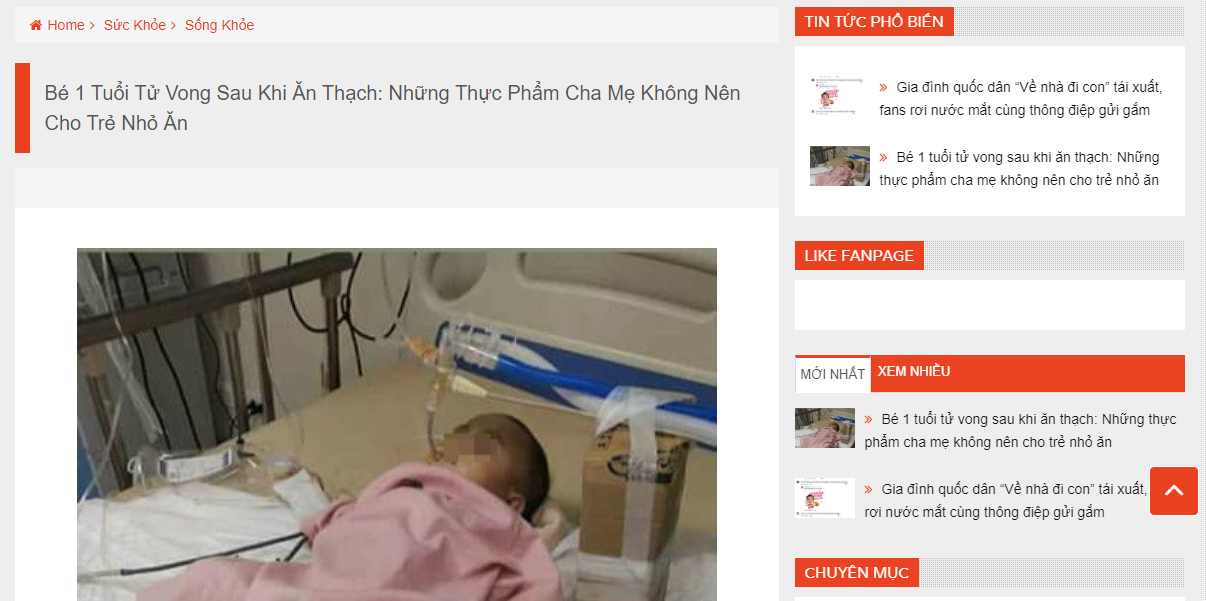 Home > Sức Khỏe > Sống Khỏe
Bé 1 Tuổi Tử Vong Sau Khi Ăn Thạch: Những Thực Phẩm Cha Mẹ Không Nên
Cho Trẻ Nhỏ Ăn
TIN TỨC PHỔ BIẾN
» Gia đình quốc dân “Về nhà đi con” tái xuất,
fans rơi nước mắt cùng thông điệp gửi gắm
» Bé 1 tuổi tử vong sau khi ăn thạch: Những
thực phẩm cha mẹ không nên cho trẻ nhỏ ăn
LIKE FANPAGE
MỚI NHẤT XEM NHIỀU
» Bé 1 tuổi tử vong sau khi ăn thạch: Những thực
phẩm cha mẹ không nên cho trẻ nhỏ ăn
» Gia đình quốc dân “Về nhà đi con” tái xuất,
rơi nước mắt cùng thông điệp gửi gắm
CHUYÊN MỤC